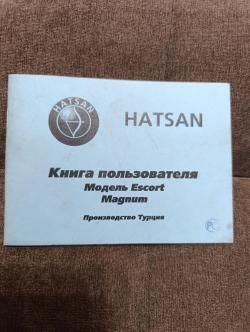 HATSAN
HATSAN
Книга пользователя
Модель Escort
Magnum
Производство Турция